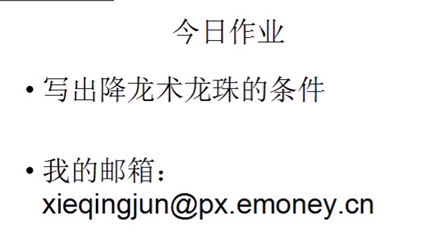 今日作业
• 写出降龙术龙珠的条件
• 我的邮箱：
xieqingjun@px.emoney.cn